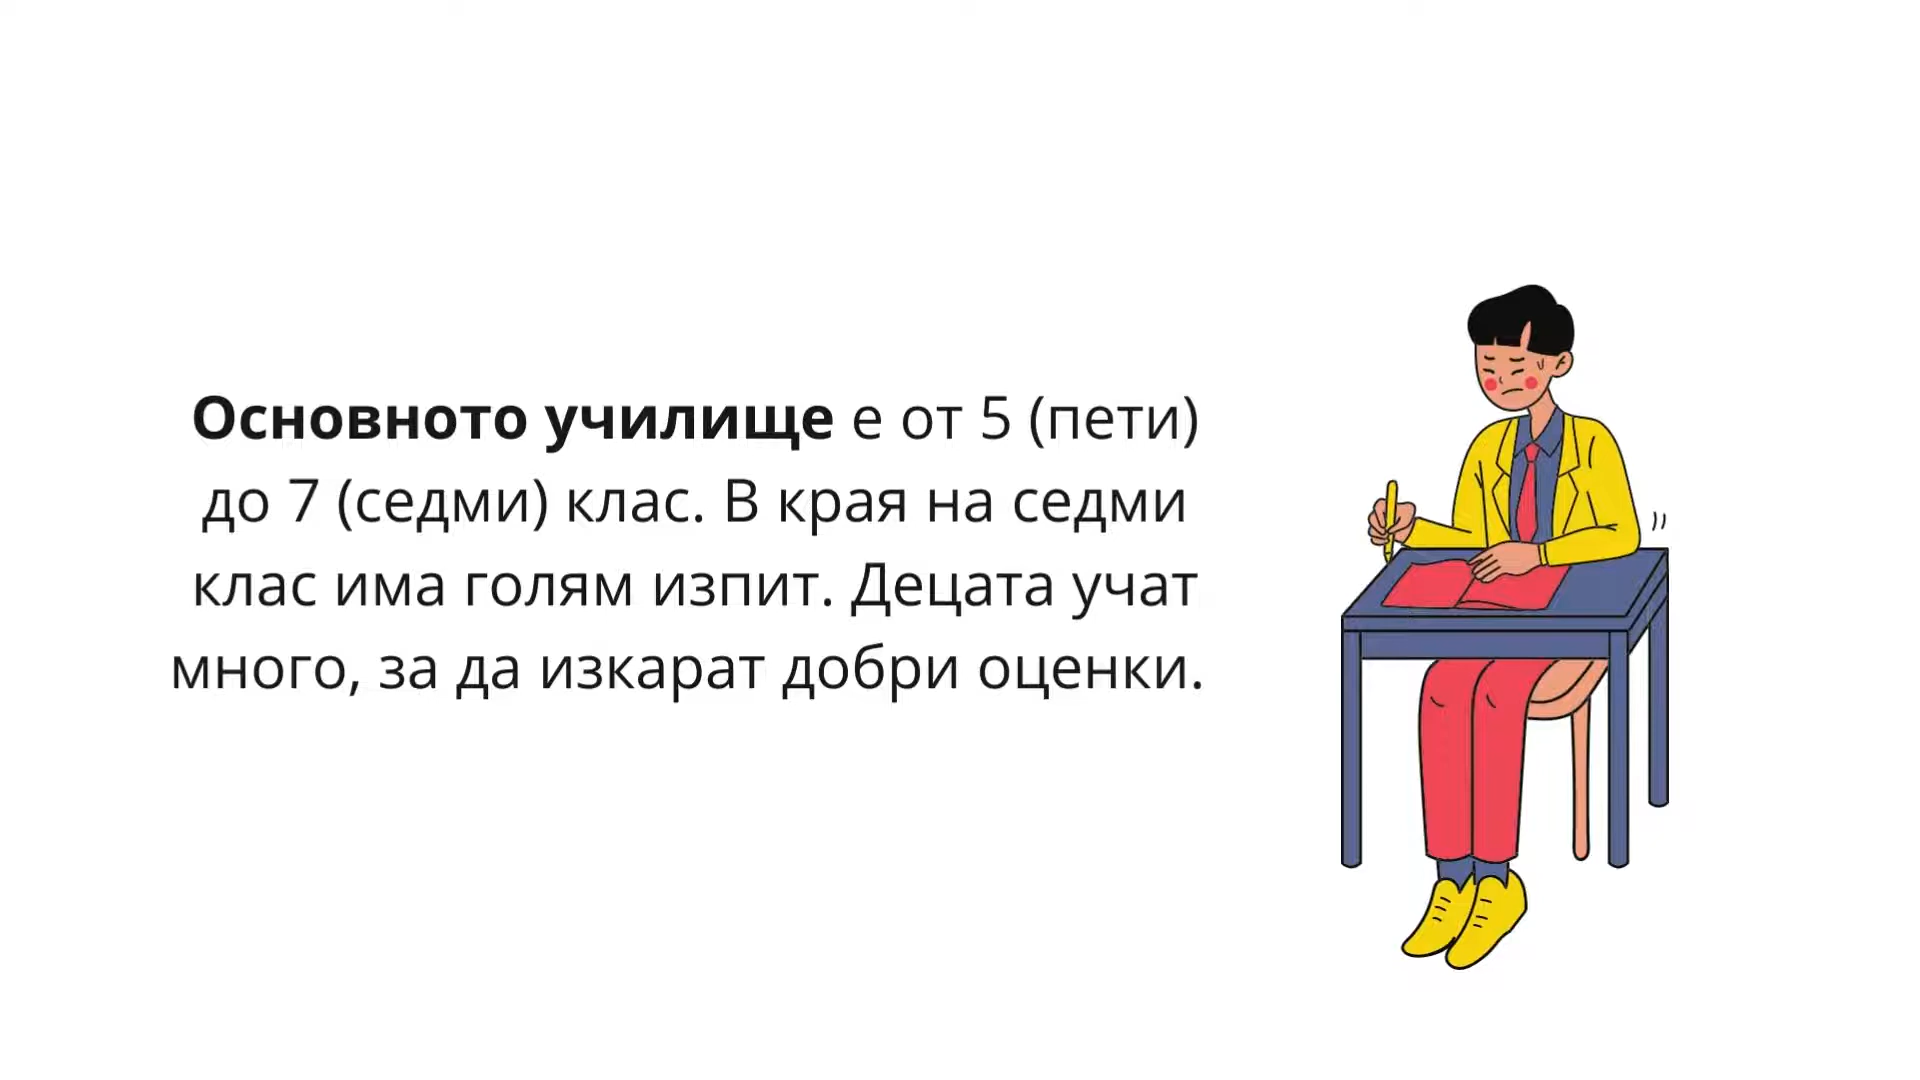 Основното училище е от 5 (пети)
до 7 (седми) клас. В края на седми
клас има голям изпит. Децата учат
много, за да изкарат добри оценки.